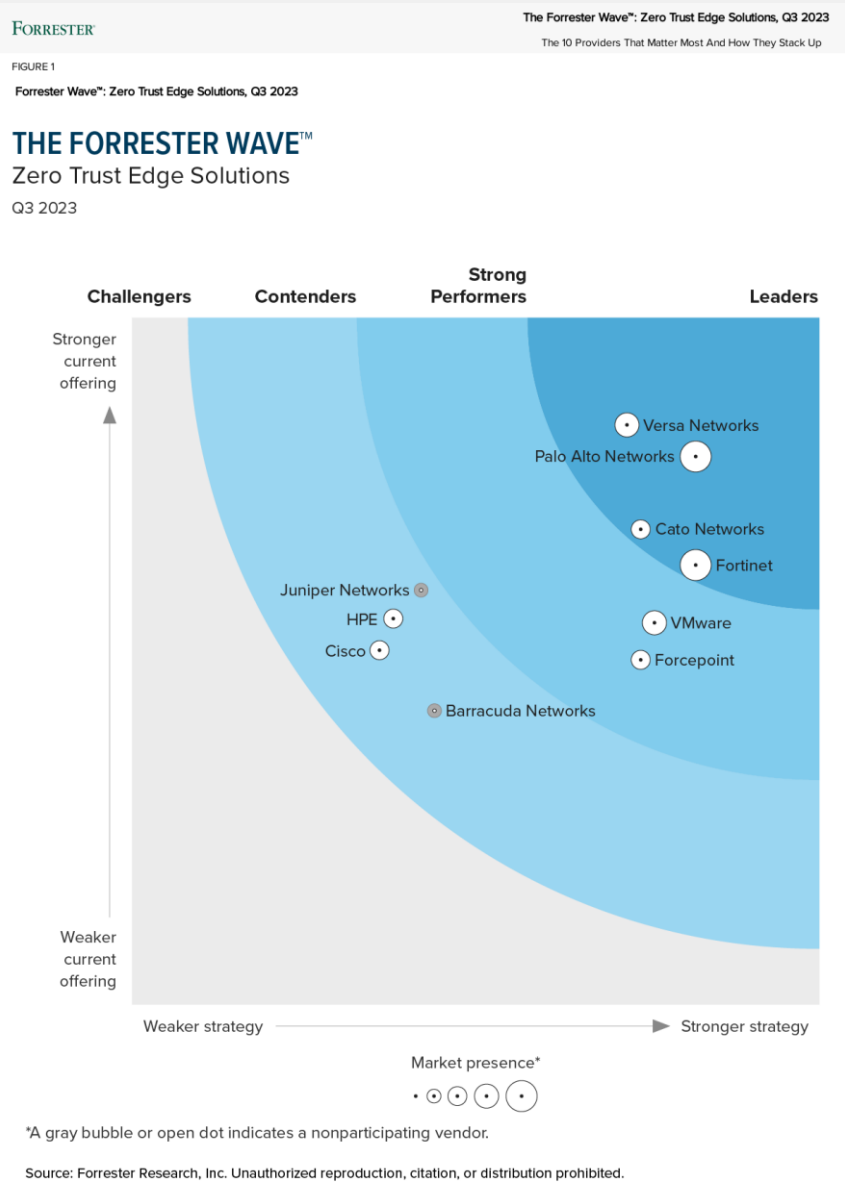 FORRESTER®
The Forrester Wave™: Zero Trust Edge Solutions, Q3 2023
The 10 Providers That Matter Most And How They Stack Up
FIGURE 1
Forrester Wave™: Zero Trust Edge Solutions, Q3 2023
THE FORRESTER WAVE™
Zero Trust Edge Solutions
Q3 2023
Challengers
Contenders
Strong
Performers
Leaders
Stronger
current
offering
Versa Networks
Palo Alto Networks
Cato Networks
Fortinet
Juniper Networks
HPE
VMware
Cisco
Forcepoint
Barracuda Networks
Weaker
current
offering
Weaker strategy
Stronger strategy
Market presence*
*A gray bubble or open dot indicates a nonparticipating vendor.
Source: Forrester Research, Inc. Unauthorized reproduction, citation, or distribution prohibited.